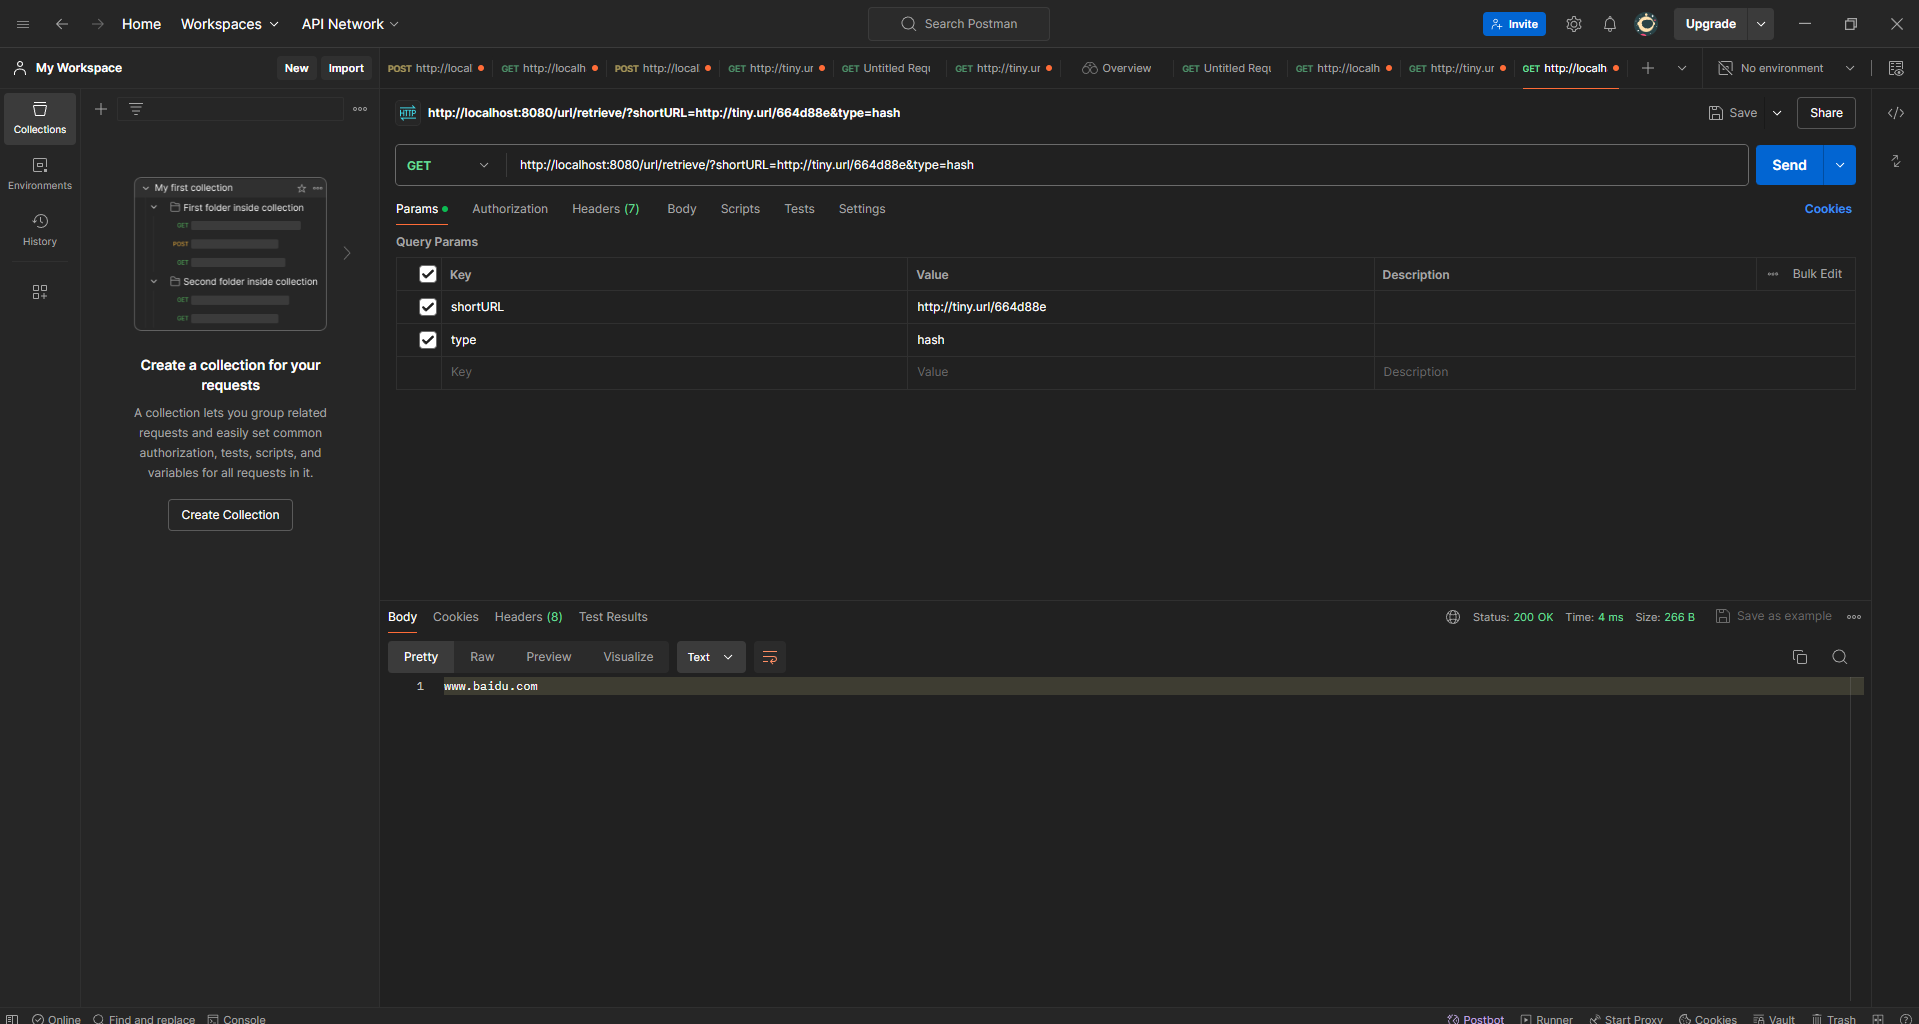 Home Workspaces API Network Search Postman Invite Upgrade
My Workspace New Import POST http://local GET http://localh POST http://local GET http://tiny.ur GET Untitled Requ GET http://tiny.ur Overview GET Untitled Requ GET http://localh GET http://tiny.ur GET http://localh No environment
Collections
Environments
History
My first collection
First folder inside collection
GET
POST
GET
Second folder inside collection
GET
GET
Create a collection for your
requests
A collection lets you group related
requests and easily set common
authorization, tests, scripts, and
variables for all requests in it.
Create Collection
HTTP http://localhost:8080/url/retrieve/?shortURL=http://tiny.url/664d88e&type=hash Save Share
GET http://localhost:8080/url/retrieve/?shortURL=http://tiny.url/664d88e&type=hash Send
Params Authorization Headers (7) Body Scripts Tests Settings Cookies
Query Params
Key Value Description Bulk Edit
shortURL http://tiny.url/664d88e
type hash
Key Value Description
Body Cookies Headers (8) Test Results Status: 200 OK Time: 4 ms Size: 266 B Save as example
Pretty Raw Preview Visualize Text
1 www.baidu.com
Online Find and replace Console Postbot Runner Start Proxy Cookies Vault Trash